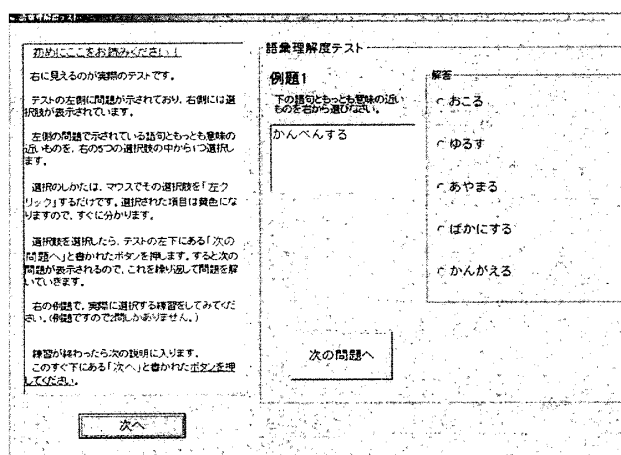 初めにここをお読みください！
右に見えるのが実際のテストです。
テストの左側に問題が示されており、右側には選
択肢が表示されています。
左側の問題で示されている語句ともっとも意味の
近いものを、右の5つの選択肢の中から1つ選択し
ます。
選択のしかたは、マウスでその選択肢を「左ク
リック」するだけです。選択された項目は黄色にな
りますので、すぐに分かります。
選択肢を選択したら、テストの左下にある「次の
問題へ」と書かれたボタンを押します。すると次の
問題が表示されるので、これを繰り返して問題を解
いていきます。
右の例題で、実際に選択する練習をしてみてくだ
さい。(例題ですので2問しかありません。)
練習が終わったら次の説明に入ります。
このすぐ下にある「次へ」と書かれたボタンを押
してください。
次へ
語彙理解度テスト
例題1
下の語句ともっとも意味の近い
ものを右から選びなさい。
かんべんする
次の問題へ
解答
おこる
ゆるす
あやまる
ばかにする
かんがえる